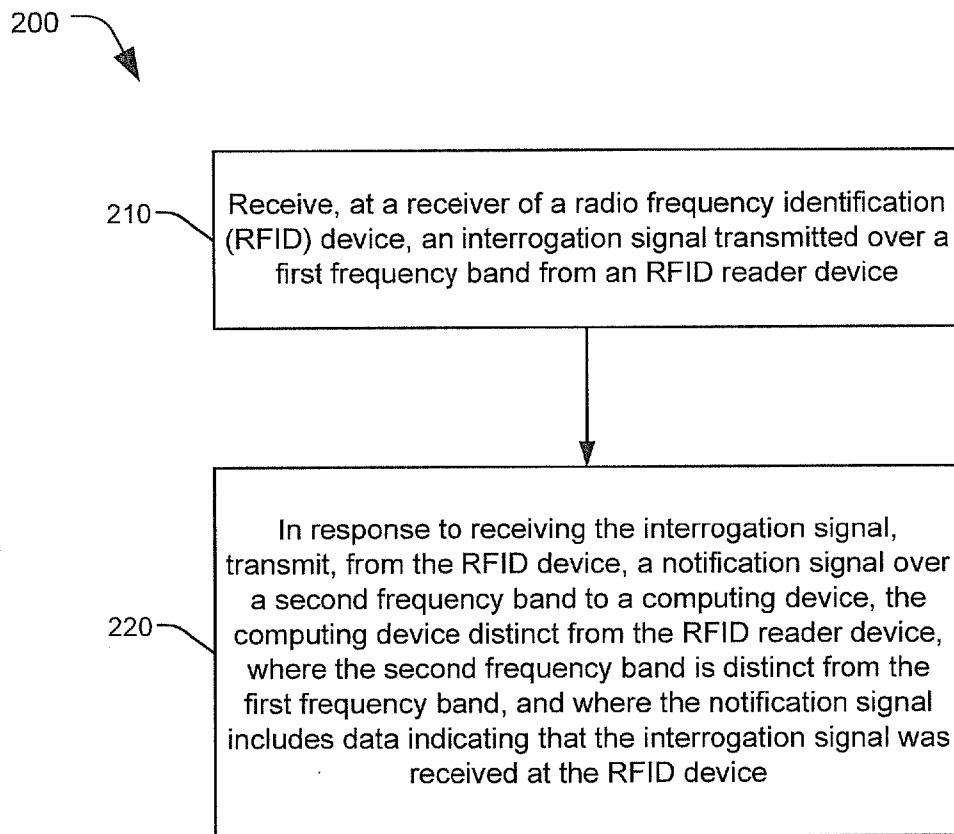 200
210
Receive, at a receiver of a radio frequency identification
(RFID) device, an interrogation signal transmitted over a
first frequency band from an RFID reader device
220
In response to receiving the interrogation signal,
transmit, from the RFID device, a notification signal over
a second frequency band to a computing device, the
computing device distinct from the RFID reader device,
where the second frequency band is distinct from the
first frequency band, and where the notification signal
includes data indicating that the interrogation signal was
received at the RFID device